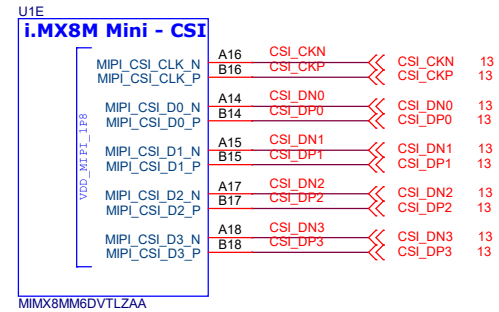 U1E
i.MX8M Mini - CSI
VDD_MIPI_1P8
MIPI_CSI_CLK_N A16 CSI_CKN CSI_CKN 13
MIPI_CSI_CLK_P B16 CSI_CKP CSI_CKP 13
MIPI_CSI_D0_N A14 CSI_DN0 CSI_DN0 13
MIPI_CSI_D0_P B14 CSI_DP0 CSI_DP0 13
MIPI_CSI_D1_N A15 CSI_DN1 CSI_DN1 13
MIPI_CSI_D1_P B15 CSI_DP1 CSI_DP1 13
MIPI_CSI_D2_N A17 CSI_DN2 CSI_DN2 13
MIPI_CSI_D2_P B17 CSI_DP2 CSI_DP2 13
MIPI_CSI_D3_N A18 CSI_DN3 CSI_DN3 13
MIPI_CSI_D3_P B18 CSI_DP3 CSI_DP3 13
MIMX8MM6DVTLZAA